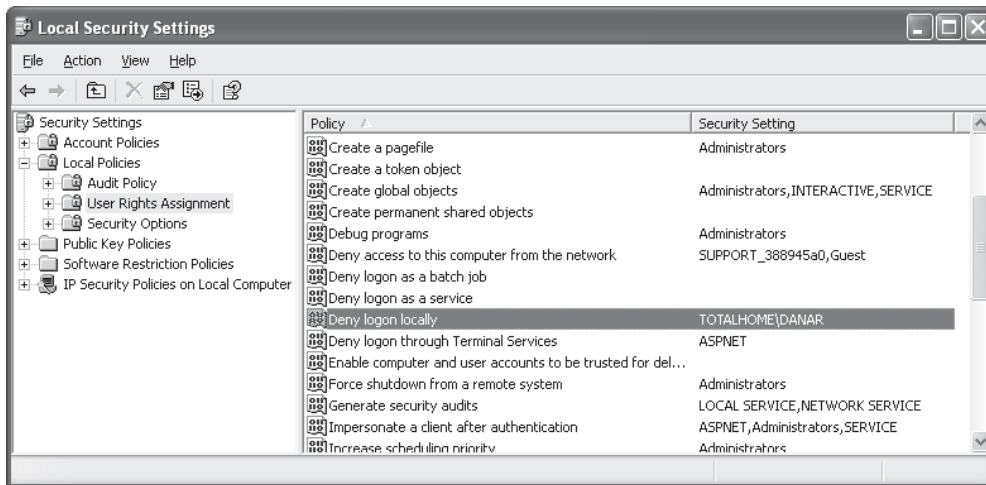 Local Security Settings
File Action View Help
Security Settings
Account Policies
Local Policies
Audit Policy
User Rights Assignment
Security Options
Public Key Policies
Software Restriction Policies
IP Security Policies on Local Computer
Policy Security Setting
Create a pagefile Administrators
Create a token object
Create global objects Administrators,INTERACTIVE,SERVICE
Create permanent shared objects
Debug programs Administrators
Deny access to this computer from the network SUPPORT_388945a0,Guest
Deny logon as a batch job
Deny logon as a service
Deny logon locally TOTALHOME\DANAR
Deny logon through Terminal Services ASPNET
Enable computer and user accounts to be trusted for del...
Force shutdown from a remote system Administrators
Generate security audits LOCAL SERVICE,NETWORK SERVICE
Impersonate a client after authentication ASPNET,Administrators,SERVICE
Increase scheduling priority Administrators